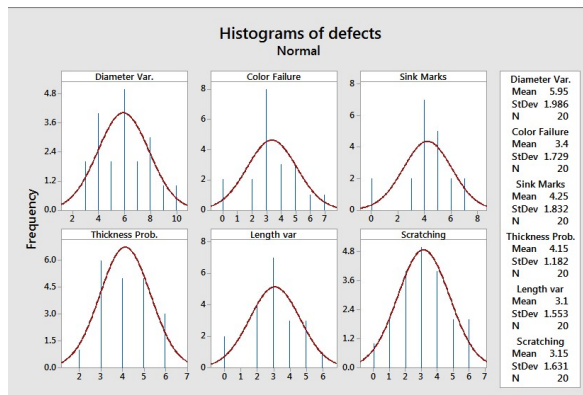 Histograms of defects
Normal
Diameter Var.
Color Failure
Sink Marks
4.8
3.6
2.4
1.2
0.0
2 4 6 8 10
8
6
4
2
0
0 1 2 3 4 5 6 7
8
6
4
2
0
0 2 4 6 8
Frequency
Thickness Prob.
Length var
Scratching
6.0
4.5
3.0
1.5
0.0
2 3 4 5 6 7
8
6
4
2
0
0 1 2 3 4 5 6
4.8
3.6
2.4
1.2
0.0
0 1 2 3 4 5 6 7
Diameter Var.
Mean 5.95
StDev 1.986
N 20
Color Failure
Mean 3.4
StDev 1.729
N 20
Sink Marks
Mean 4.25
StDev 1.832
N 20
Thickness Prob.
Mean 4.15
StDev 1.182
N 20
Length var
Mean 3.1
StDev 1.553
N 20
Scratching
Mean 3.15
StDev 1.631
N 20